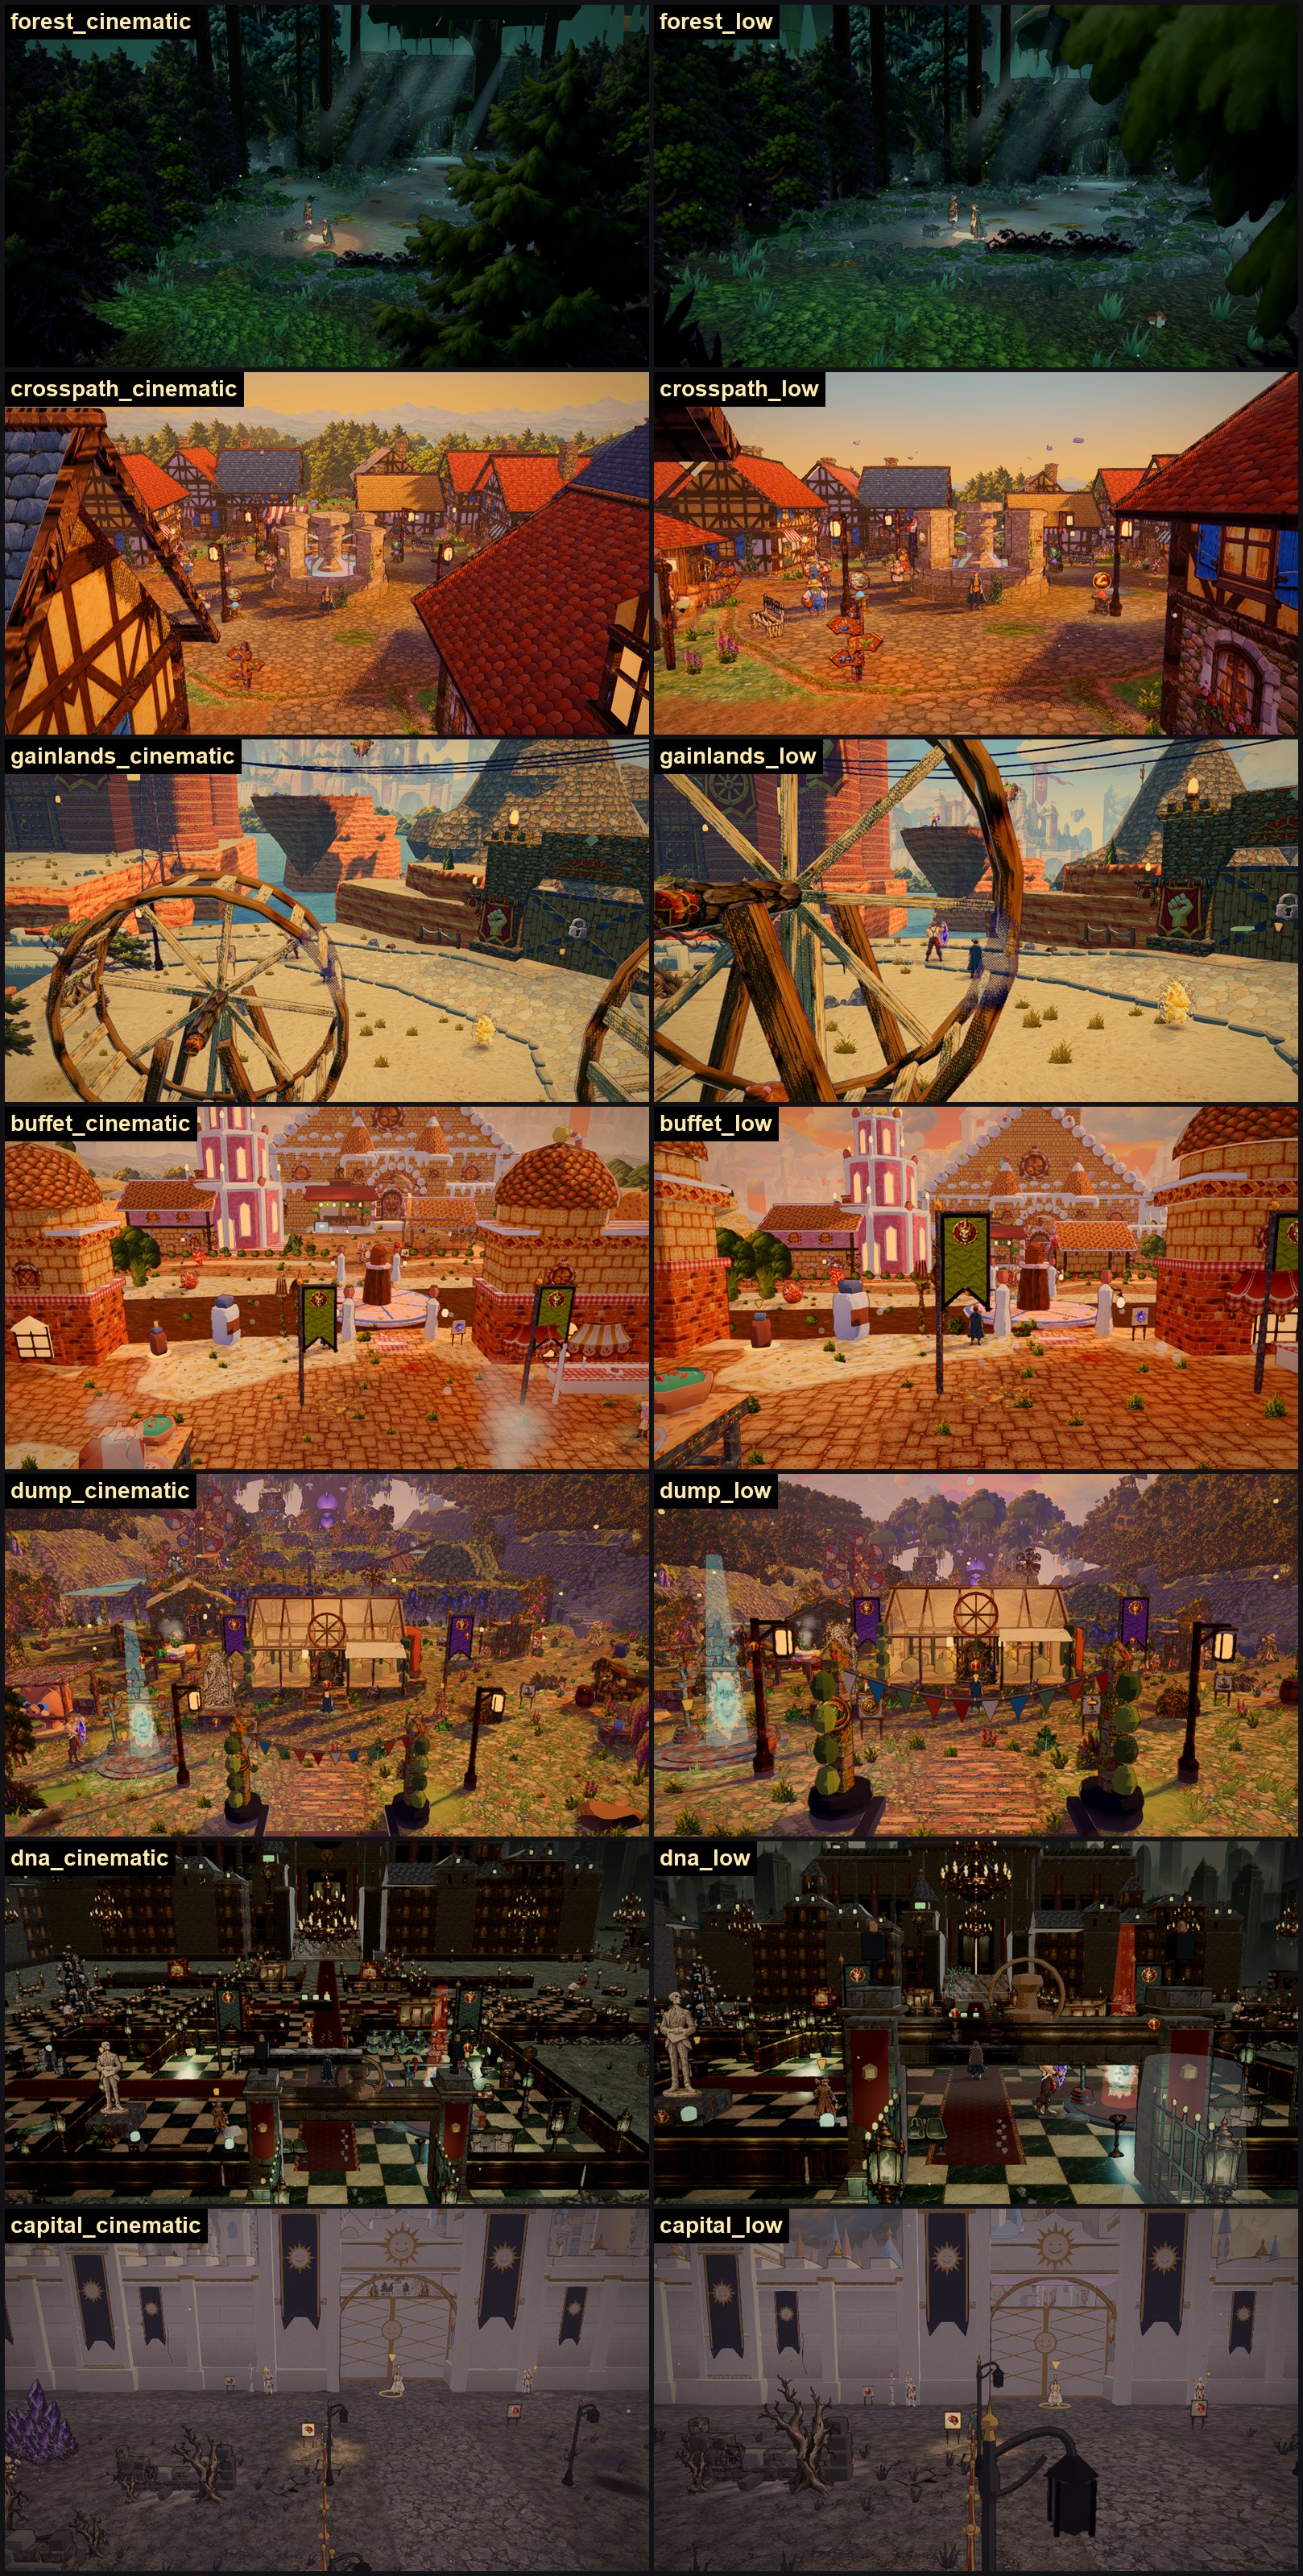 forest_cinematic
forest_low
crosspath_cinematic
crosspath_low
gainlands_cinematic
gainlands_low
buffet_cinematic
buffet_low
dump_cinematic
dump_low
dna_cinematic
dna_low
capital_cinematic
capital_low